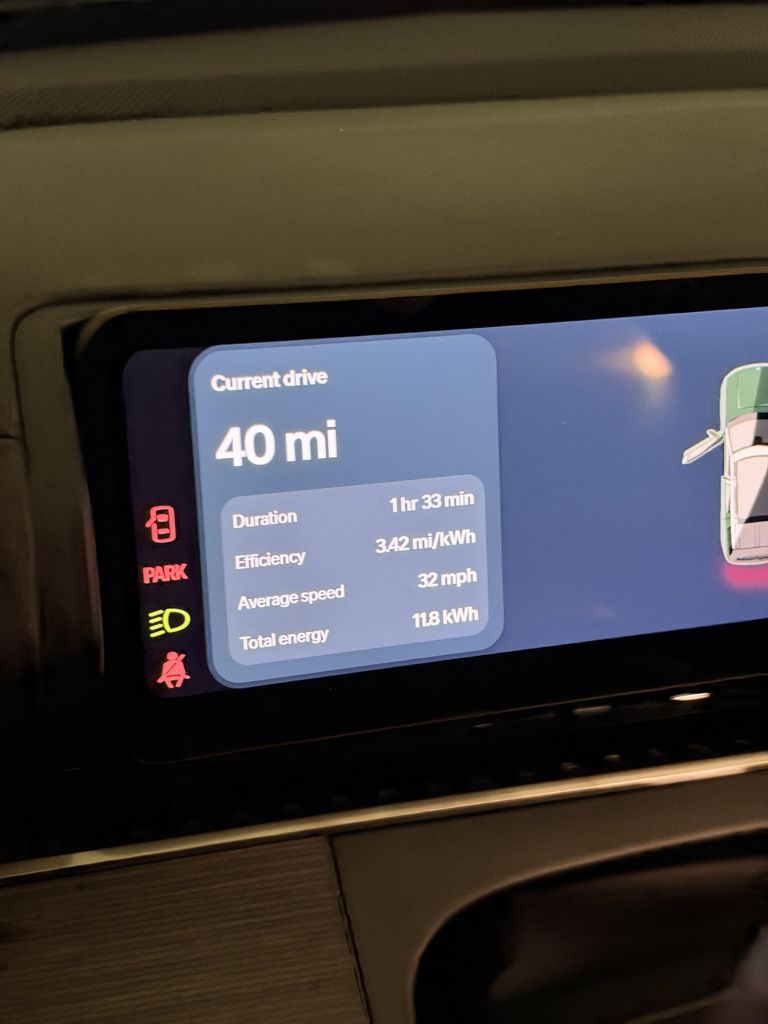 Current drive
40 mi
Duration 1 hr 33 min
Efficiency 3.42 mi/kWh
Average speed 32 mph
Total energy 11.8 kWh
PARK